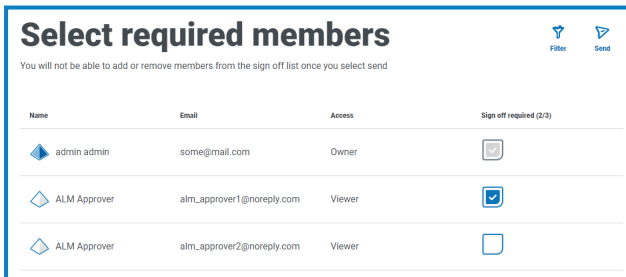 Select required members
Filter
Send
You will not be able to add or remove members from the sign off list once you select send
Name Email Access Sign off required (2/3)
admin admin some@mail.com Owner
ALM Approver alm_approver1@noreply.com Viewer
ALM Approver alm_approver2@noreply.com Viewer